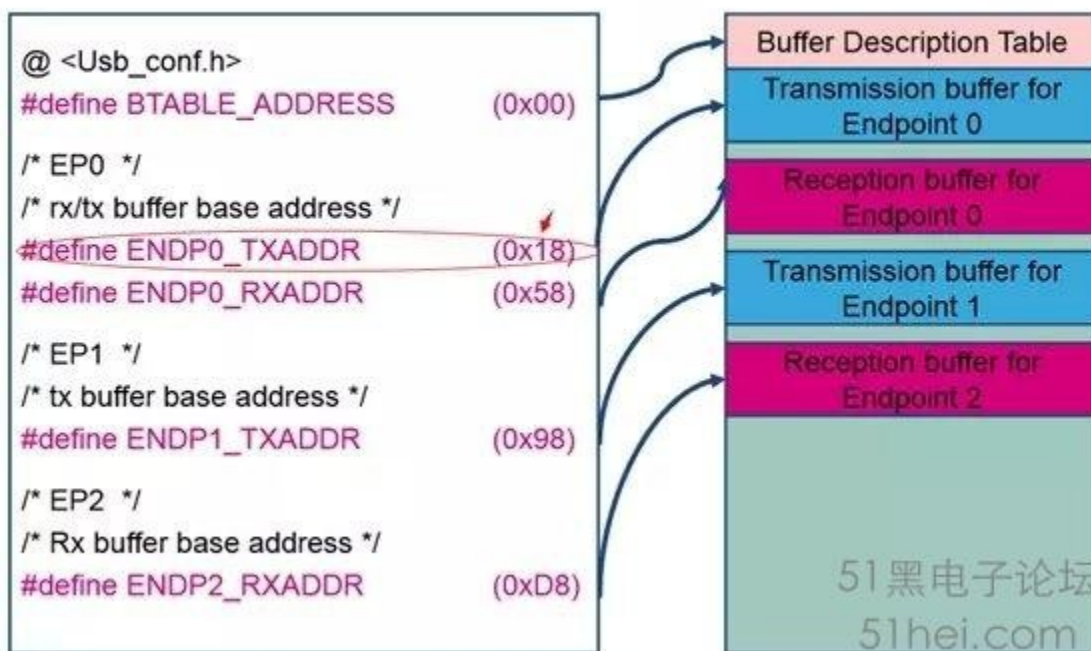 @ <Usb_conf.h>
#define BTABLE_ADDRESS (0x00)
/* EP0 */
/* rx/tx buffer base address */
#define ENDP0_TXADDR (0x18)
#define ENDP0_RXADDR (0x58)
/* EP1 */
/* tx buffer base address */
#define ENDP1_TXADDR (0x98)
/* EP2 */
/* Rx buffer base address */
#define ENDP2_RXADDR (0xD8)
Buffer Description Table
Transmission buffer for
Endpoint 0
Reception buffer for
Endpoint 0
Transmission buffer for
Endpoint 1
Reception buffer for
Endpoint 2
51黑电子论坛
51hei.com